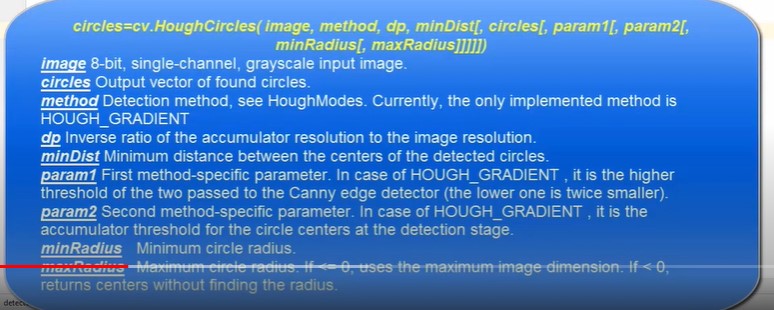 circles=cv.HoughCircles( image, method, dp, minDist[, circles[, param1[, param2[,
minRadius[, maxRadius]]]]])
image 8-bit, single-channel, grayscale input image.
circles Output vector of found circles.
method Detection method, see HoughModes. Currently, the only implemented method is
HOUGH_GRADIENT
dp Inverse ratio of the accumulator resolution to the image resolution.
minDist Minimum distance between the centers of the detected circles.
param1 First method-specific parameter. In case of HOUGH_GRADIENT , it is the higher
threshold of the two passed to the Canny edge detector (the lower one is twice smaller).
param2 Second method-specific parameter. In case of HOUGH_GRADIENT , it is the
accumulator threshold for the circle centers at the detection stage.
minRadius Minimum circle radius.
maxRadius Maximum circle radius. If <= 0, uses the maximum image dimension. If < 0,
returns centers without finding the radius.